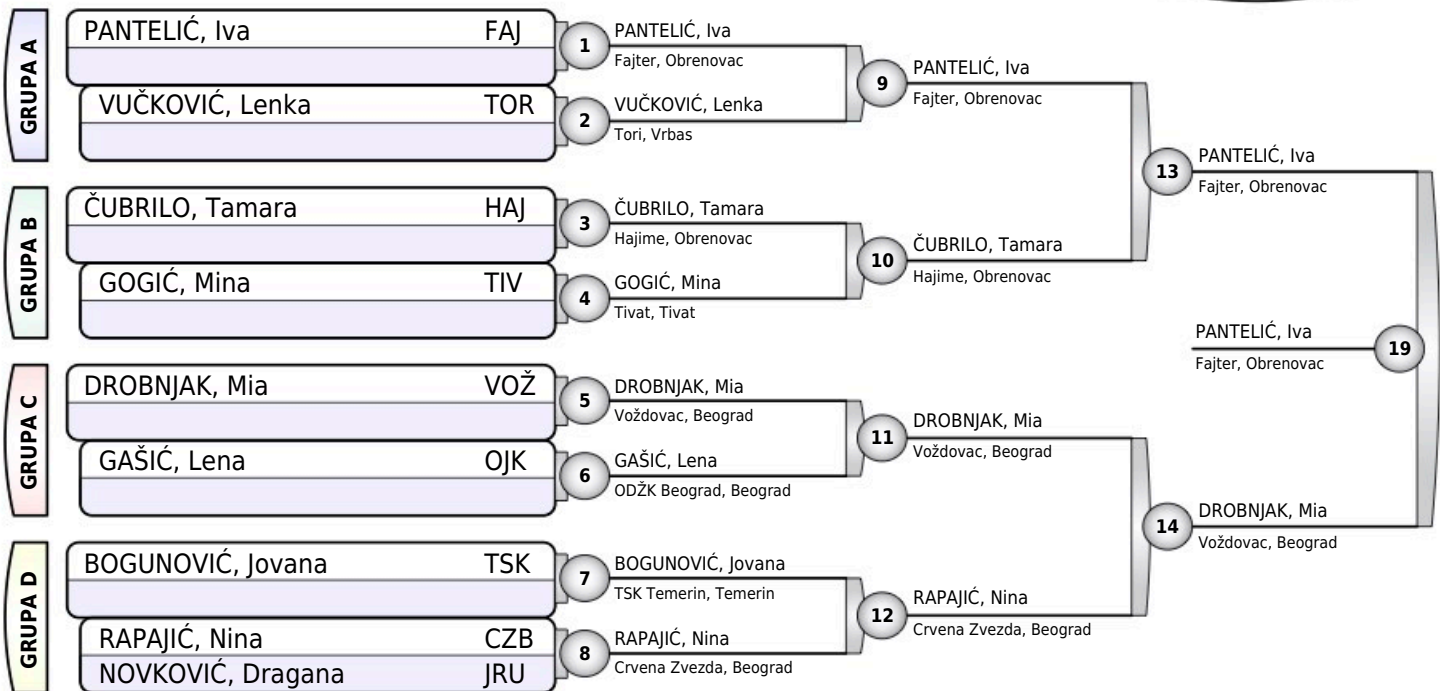 GRUPA A
PANTELIĆ, Iva FAJ
VUČKOVIĆ, Lenka TOR
GRUPA B
ČUBRILO, Tamara HAJ
GOGIĆ, Mina TIV
GRUPA C
DROBNJAK, Mia VOŽ
GAŠIĆ, Lena OJK
GRUPA D
BOGUNOVIĆ, Jovana TSK
RAPAJIĆ, Nina CZB
NOVKOVIĆ, Dragana JRU
1 PANTELIĆ, Iva
Fajter, Obrenovac
2 VUČKOVIĆ, Lenka
Tori, Vrbas
3 ČUBRILO, Tamara
Hajime, Obrenovac
4 GOGIĆ, Mina
Tivat, Tivat
5 DROBNJAK, Mia
Voždovac, Beograd
6 GAŠIĆ, Lena
ODŽK Beograd, Beograd
7 BOGUNOVIĆ, Jovana
TSK Temerin, Temerin
8 RAPAJIĆ, Nina
Crvena Zvezda, Beograd
9 PANTELIĆ, Iva
Fajter, Obrenovac
10 ČUBRILO, Tamara
Hajime, Obrenovac
11 DROBNJAK, Mia
Voždovac, Beograd
12 RAPAJIĆ, Nina
Crvena Zvezda, Beograd
13 PANTELIĆ, Iva
Fajter, Obrenovac
14 DROBNJAK, Mia
Voždovac, Beograd
PANTELIĆ, Iva 19
Fajter, Obrenovac